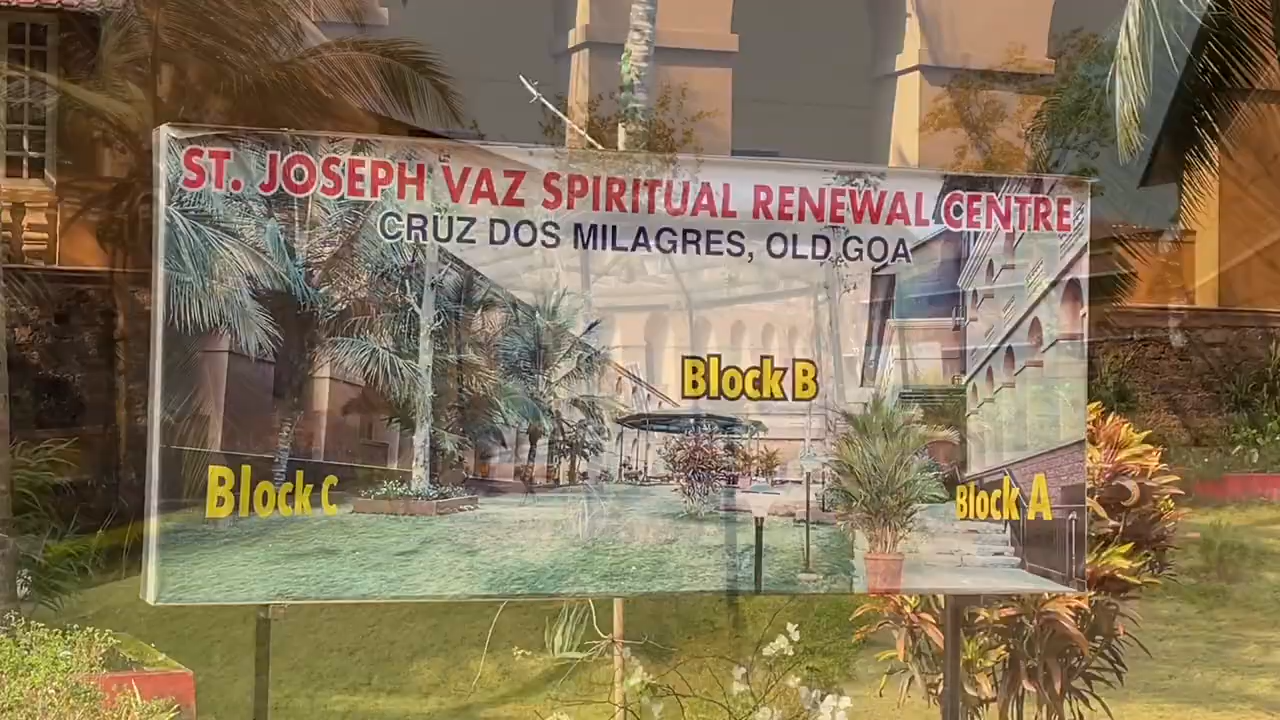 ST. JOSEPH VAZ SPIRITUAL RENEWAL CENTRE
CRUZ DOS MILAGRES, OLD GOA
Block B
Block C
Block A